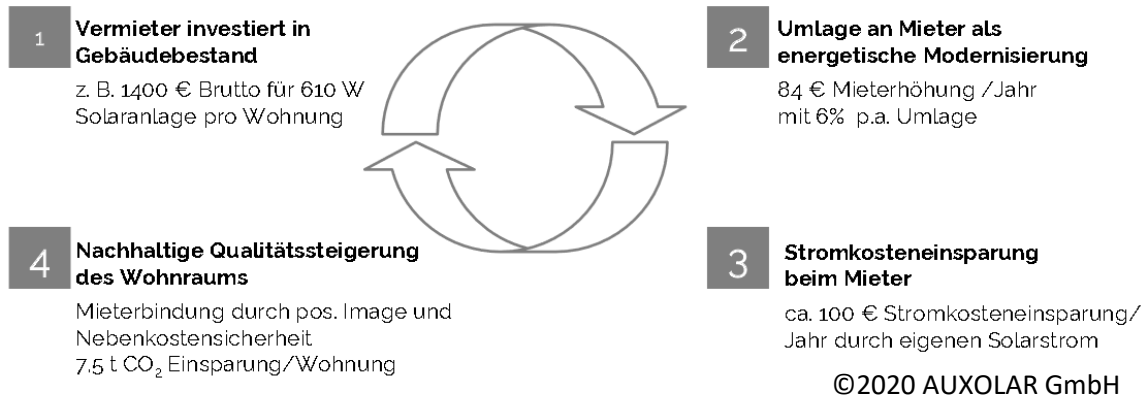 1
Vermieter investiert in
Gebäudebestand
z. B. 1400 € Brutto für 610 W
Solaranlage pro Wohnung
2
Umlage an Mieter als
energetische Modernisierung
84 € Mieterhöhung /Jahr
mit 6% p.a. Umlage
3
Stromkosteneinsparung
beim Mieter
ca. 100 € Stromkosteneinsparung/
Jahr durch eigenen Solarstrom
4
Nachhaltige Qualitätssteigerung
des Wohnraums
Mieterbindung durch pos. Image und
Nebenkostensicherheit
7,5 t CO₂ Einsparung/Wohnung
©2020 AUXOLAR GmbH